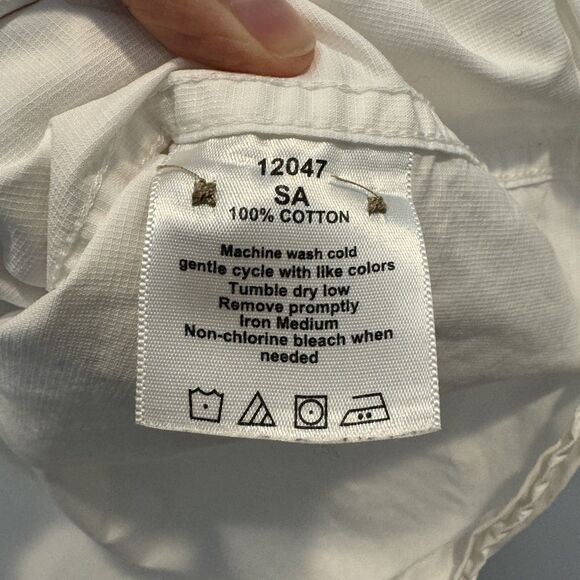 12047
SA
100% COTTON
Machine wash cold
gentle cycle with like colors
Tumble dry low
Remove promptly
Iron Medium
Non-chlorine bleach when
needed